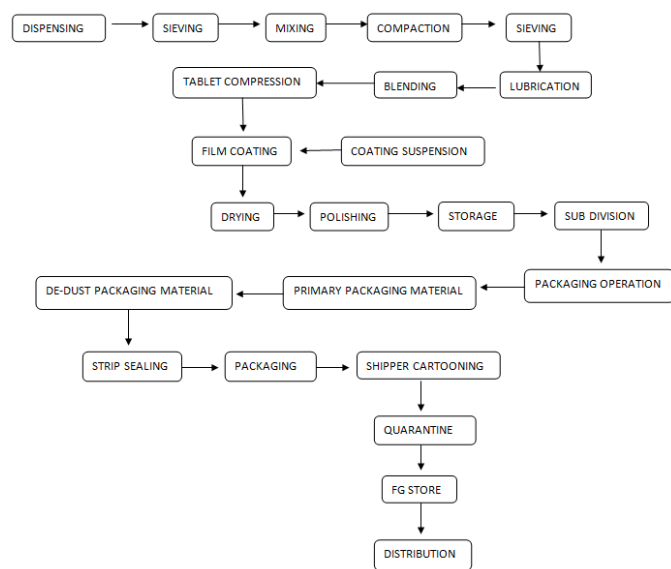 DISPENSING
SIEVING
MIXING
COMPACTION
SIEVING
TABLET COMPRESSION
BLENDING
LUBRICATION
FILM COATING
COATING SUSPENSION
DRYING
POLISHING
STORAGE
SUB DIVISION
DE-DUST PACKAGING MATERIAL
PRIMARY PACKAGING MATERIAL
PACKAGING OPERATION
STRIP SEALING
PACKAGING
SHIPPER CARTOONING
QUARANTINE
FG STORE
DISTRIBUTION